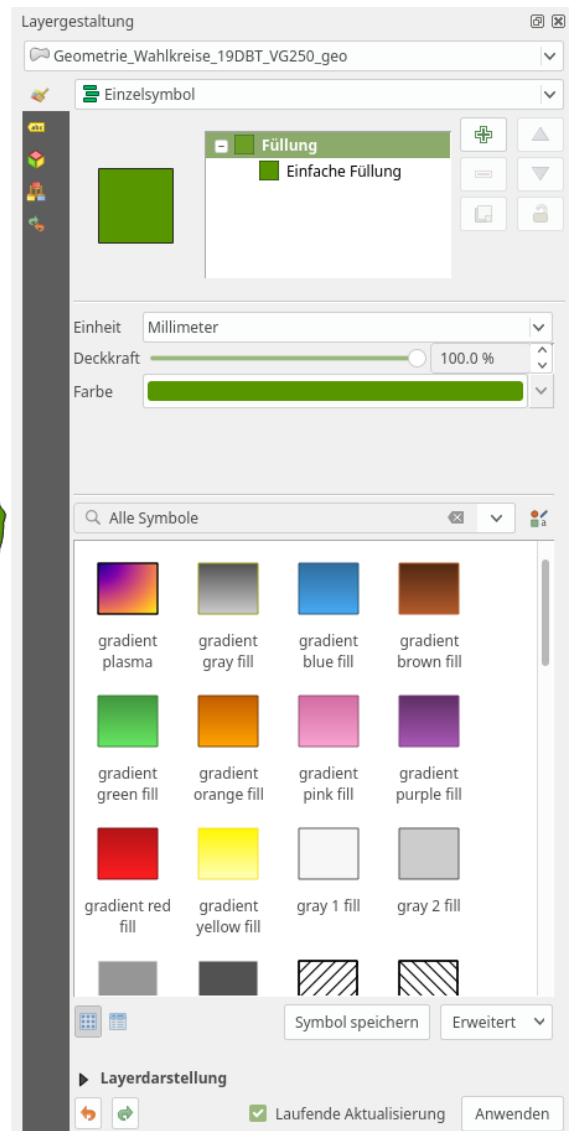 Layergestaltung
Geometrie_Wahlkreise_19DBT_VG250_geo
Einzelsymbol
abc
Füllung
Einfache Füllung
Einheit Millimeter
Deckkraft 100.0 %
Farbe
Alle Symbole
a
gradient plasma
gradient gray fill
gradient blue fill
gradient brown fill
gradient green fill
gradient orange fill
gradient pink fill
gradient purple fill
gradient red fill
gradient yellow fill
gray 1 fill
gray 2 fill
Symbol speichern Erweitert
Layerdarstellung
Laufende Aktualisierung Anwenden